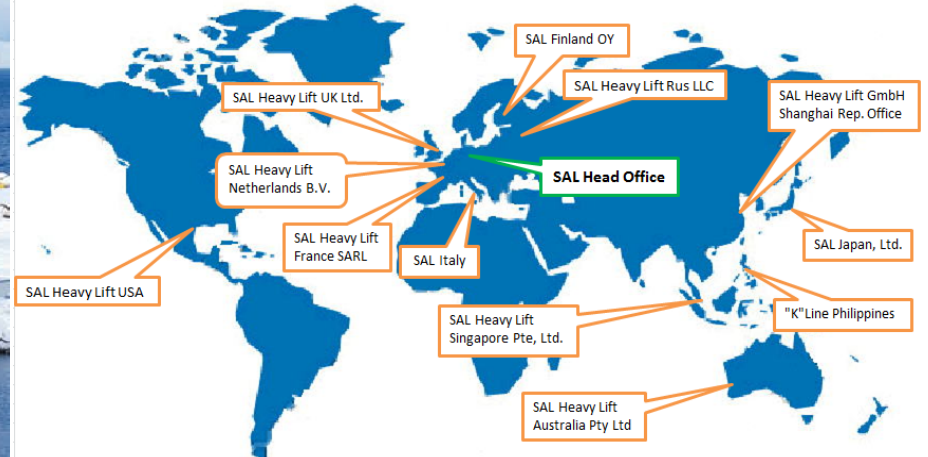 SAL Finland OY
SAL Heavy Lift Rus LLC
SAL Heavy Lift UK Ltd.
SAL Heavy Lift GmbH
Shanghai Rep. Office
SAL Heavy Lift
Netherlands B.V.
SAL Head Office
SAL Heavy Lift
France SARL
SAL Italy
SAL Japan, Ltd.
SAL Heavy Lift USA
SAL Heavy Lift
Singapore Pte, Ltd.
"K"Line Philippines
SAL Heavy Lift
Australia Pty Ltd